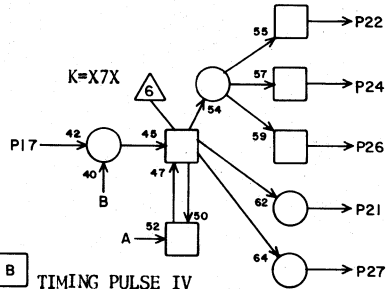 55
P22
K=X7X
6
57
P24
54
42
45
59
P26
P17
40
47
B
62
P21
50
A
52
64
P27
B TIMING PULSE IV